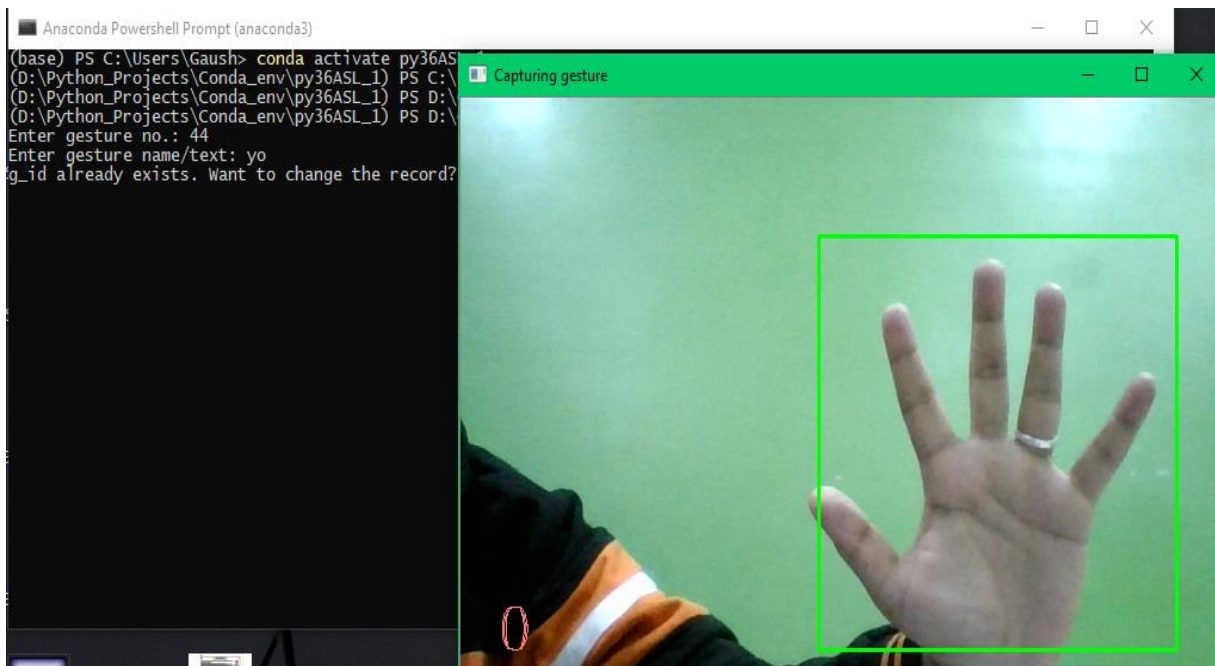 Anaconda Powershell Prompt (anaconda3)
(base) PS C:\Users\Gaush> conda activate py36AS
(D:\Python_Projects\Conda_env\py36ASL_1) PS C:\
(D:\Python_Projects\Conda_env\py36ASL_1) PS D:\
(D:\Python_Projects\Conda_env\py36ASL_1) PS D:\
Enter gesture no.: 44
Enter gesture name/text: yo
g_id already exists. Want to change the record?
Capturing gesture
0